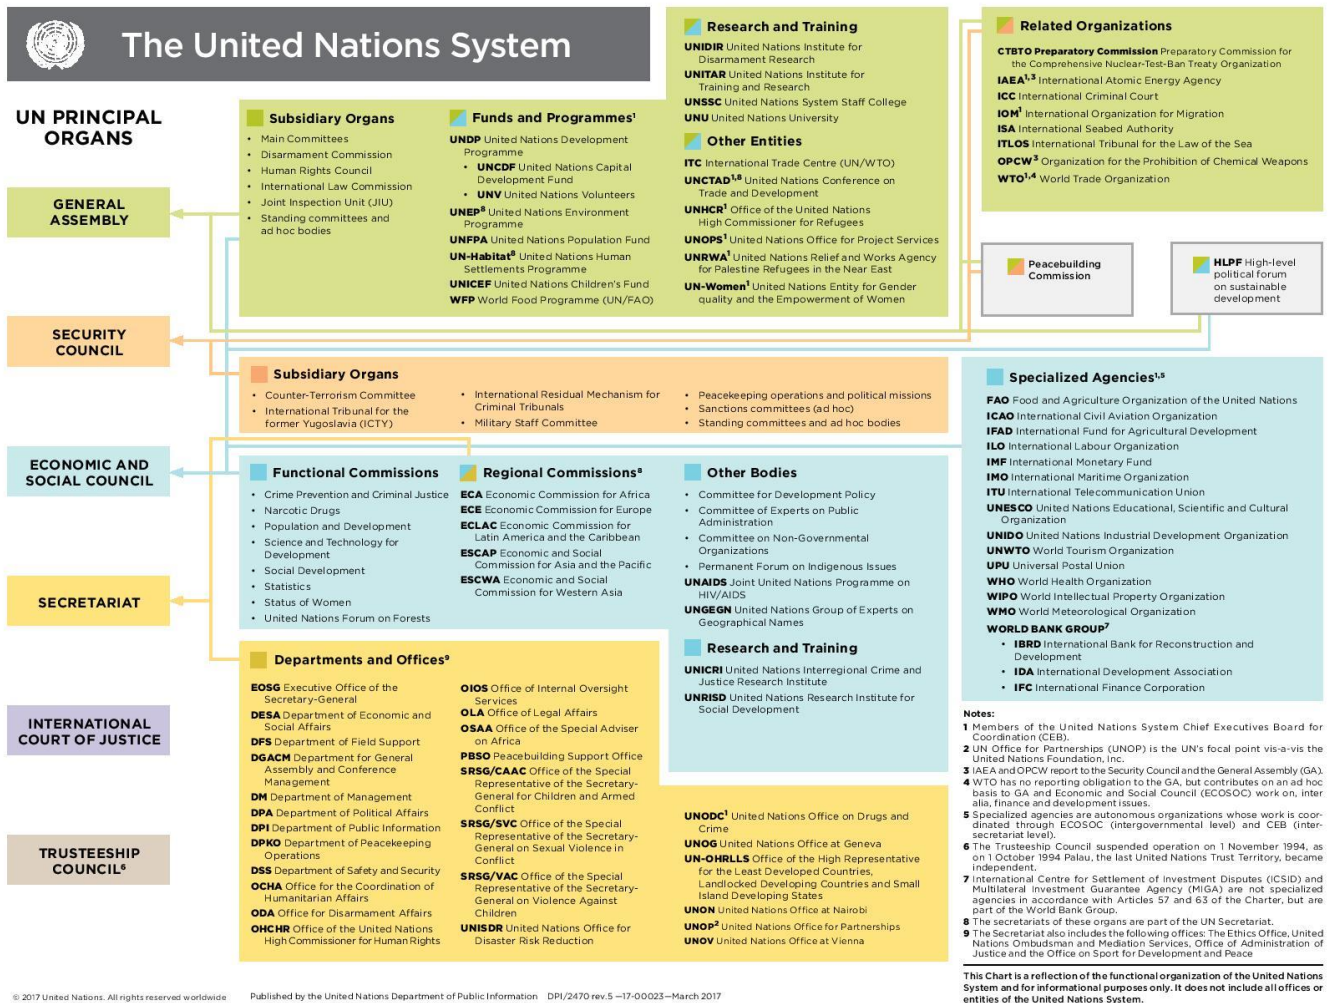 The United Nations System
UN PRINCIPAL
ORGANS
GENERAL
ASSEMBLY
SECURITY
COUNCIL
ECONOMIC AND
SOCIAL COUNCIL
SECRETARIAT
INTERNATIONAL
COURT OF JUSTICE
TRUSTEESHIP
COUNCIL⁶
Subsidiary Organs
• Main Committees
• Disarmament Commission
• Human Rights Council
• International Law Commission
• Joint Inspection Unit (JIU)
• Standing committees and
ad hoc bodies
Funds and Programmes¹
UNDP United Nations Development
Programme
• UNCDF United Nations Capital
Development Fund
• UNV United Nations Volunteers
UNEP⁸ United Nations Environment
Programme
UNFPA United Nations Population Fund
UN-Habitat⁸ United Nations Human
Settlements Programme
UNICEF United Nations Children's Fund
WFP World Food Programme (UN/FAO)
Research and Training
UNIDIR United Nations Institute for
Disarmament Research
UNITAR United Nations Institute for
Training and Research
UNSSC United Nations System Staff College
UNU United Nations University
Other Entities
ITC International Trade Centre (UN/WTO)
UNCTAD¹,⁸ United Nations Conference on
Trade and Development
UNHCR¹ Office of the United Nations
High Commissioner for Refugees
UNOPS¹ United Nations Office for Project Services
UNRWA¹ United Nations Relief and Works Agency
for Palestine Refugees in the Near East
UN-Women¹ United Nations Entity for Gender
quality and the Empowerment of Women
Related Organizations
CTBTO Preparatory Commission Preparatory Commission for
the Comprehensive Nuclear-Test-Ban Treaty Organization
IAEA¹,³ International Atomic Energy Agency
ICC International Criminal Court
IOM¹ International Organization for Migration
ISA International Seabed Authority
ITLOS International Tribunal for the Law of the Sea
OPCW³ Organization for the Prohibition of Chemical Weapons
WTO¹,⁴ World Trade Organization
Peacebuilding
Commission
HLPF High-level
political forum
on sustainable
development
Subsidiary Organs
• Counter-Terrorism Committee
• International Tribunal for the
former Yugoslavia (ICTY)
• International Residual Mechanism for
Criminal Tribunals
• Military Staff Committee
• Peacekeeping operations and political missions
• Sanctions committees (ad hoc)
• Standing committees and ad hoc bodies
Functional Commissions
• Crime Prevention and Criminal Justice
• Narcotic Drugs
• Population and Development
• Science and Technology for
Development
• Social Development
• Statistics
• Status of Women
• United Nations Forum on Forests
Regional Commissions⁸
ECA Economic Commission for Africa
ECE Economic Commission for Europe
ECLAC Economic Commission for
Latin America and the Caribbean
ESCAP Economic and Social
Commission for Asia and the Pacific
ESCWA Economic and Social
Commission for Western Asia
Other Bodies
• Committee for Development Policy
• Committee of Experts on Public
Administration
• Committee on Non-Governmental
Organizations
• Permanent Forum on Indigenous Issues
UNAIDS Joint United Nations Programme on
HIV/AIDS
UNGEGN United Nations Group of Experts on
Geographical Names
Research and Training
UNICRI United Nations Interregional Crime and
Justice Research Institute
UNRISD United Nations Research Institute for
Social Development
Specialized Agencies¹,⁵
FAO Food and Agriculture Organization of the United Nations
ICAO International Civil Aviation Organization
IFAD International Fund for Agricultural Development
ILO International Labour Organization
IMF International Monetary Fund
IMO International Maritime Organization
ITU International Telecommunication Union
UNESCO United Nations Educational, Scientific and Cultural
Organization
UNIDO United Nations Industrial Development Organization
UNWTO World Tourism Organization
UPU Universal Postal Union
WHO World Health Organization
WIPO World Intellectual Property Organization
WMO World Meteorological Organization
WORLD BANK GROUP⁷
• IBRD International Bank for Reconstruction and
Development
• IDA International Development Association
• IFC International Finance Corporation
Departments and Offices⁹
EOSG Executive Office of the
Secretary-General
DESA Department of Economic and
Social Affairs
DFS Department of Field Support
DGACM Department for General
Assembly and Conference
Management
DM Department of Management
DPA Department of Political Affairs
DPI Department of Public Information
DPKO Department of Peacekeeping
Operations
DSS Department of Safety and Security
OCHA Office for the Coordination of
Humanitarian Affairs
ODA Office for Disarmament Affairs
OHCHR Office of the United Nations
High Commissioner for Human Rights
OIOS Office of Internal Oversight
Services
OLA Office of Legal Affairs
OSAA Office of the Special Adviser
on Africa
PBSO Peacebuilding Support Office
SRSG/CAAC Office of the Special
Representative of the Secretary-
General for Children and Armed
Conflict
SRSG/SVC Office of the Special
Representative of the Secretary-
General on Sexual Violence in
Conflict
SRSG/VAC Office of the Special
Representative of the Secretary-
General on Violence Against
Children
UNISDR United Nations Office for
Disaster Risk Reduction
UNODC¹ United Nations Office on Drugs and
Crime
UNOG United Nations Office at Geneva
UN-OHRLLS Office of the High Representative
for the Least Developed Countries,
Landlocked Developing Countries and Small
Island Developing States
UNON United Nations Office at Nairobi
UNOP² United Nations Office for Partnerships
UNOV United Nations Office at Vienna
Notes:
1 Members of the United Nations System Chief Executives Board for
Coordination (CEB).
2 UN Office for Partnerships (UNOP) is the UN's focal point vis-a-vis the
United Nations Foundation, Inc.
3 IAEA and OPCW report to the Security Council and the General Assembly (GA).
4 WTO has no reporting obligation to the GA, but contributes on an ad hoc
basis to GA and Economic and Social Council (ECOSOC) work on, inter
alia, finance and development issues.
5 Specialized agencies are autonomous organizations whose work is coor-
dinated through ECOSOC (intergovernmental level) and CEB (inter-
secretariat level).
6 The Trusteeship Council suspended operation on 1 November 1994, as
on 1 October 1994 Palau, the last United Nations Trust Territory, became
independent.
7 International Centre for Settlement of Investment Disputes (ICSID) and
Multilateral Investment Guarantee Agency (MIGA) are not specialized
agencies in accordance with Articles 57 and 63 of the Charter, but are
part of the World Bank Group.
8 The secretariats of these organs are part of the UN Secretariat.
9 The Secretariat also includes the following offices: The Ethics Office, United
Nations Ombudsman and Mediation Services, Office of Administration of
Justice and the Office on Sport for Development and Peace
This Chart is a reflection of the functional organization of the United Nations
System and for informational purposes only. It does not include all offices or
entities of the United Nations System.
© 2017 United Nations. All rights reserved worldwide
Published by the United Nations Department of Public Information DPI/2470 rev.5 —17-00023—March 2017